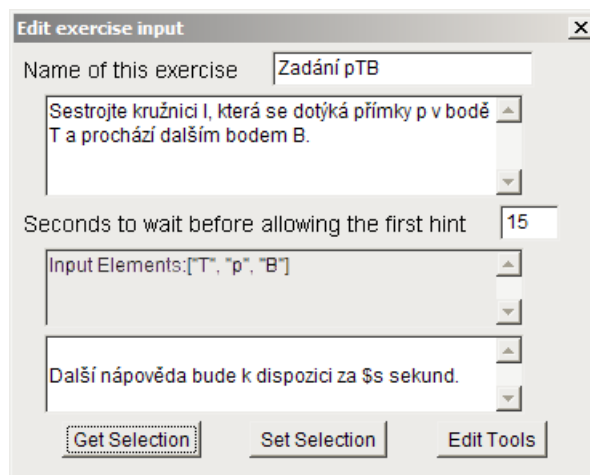 Edit exercise input
Name of this exercise Zadání pTB
Sestrojte kružnici l, která se dotýká přímky p v bodě
T a prochází dalším bodem B.
Seconds to wait before allowing the first hint 15
Input Elements:["T", "p", "B"]
Další nápověda bude k dispozici za $s sekund.
Get Selection Set Selection Edit Tools